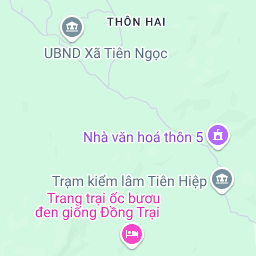 THÔN HAI
UBND Xã Tiên Ngọc
Nhà văn hoá thôn 5
Trạm kiểm lâm Tiên Hiệp
Trang trại ốc bươu
đen giống Đồng Trại